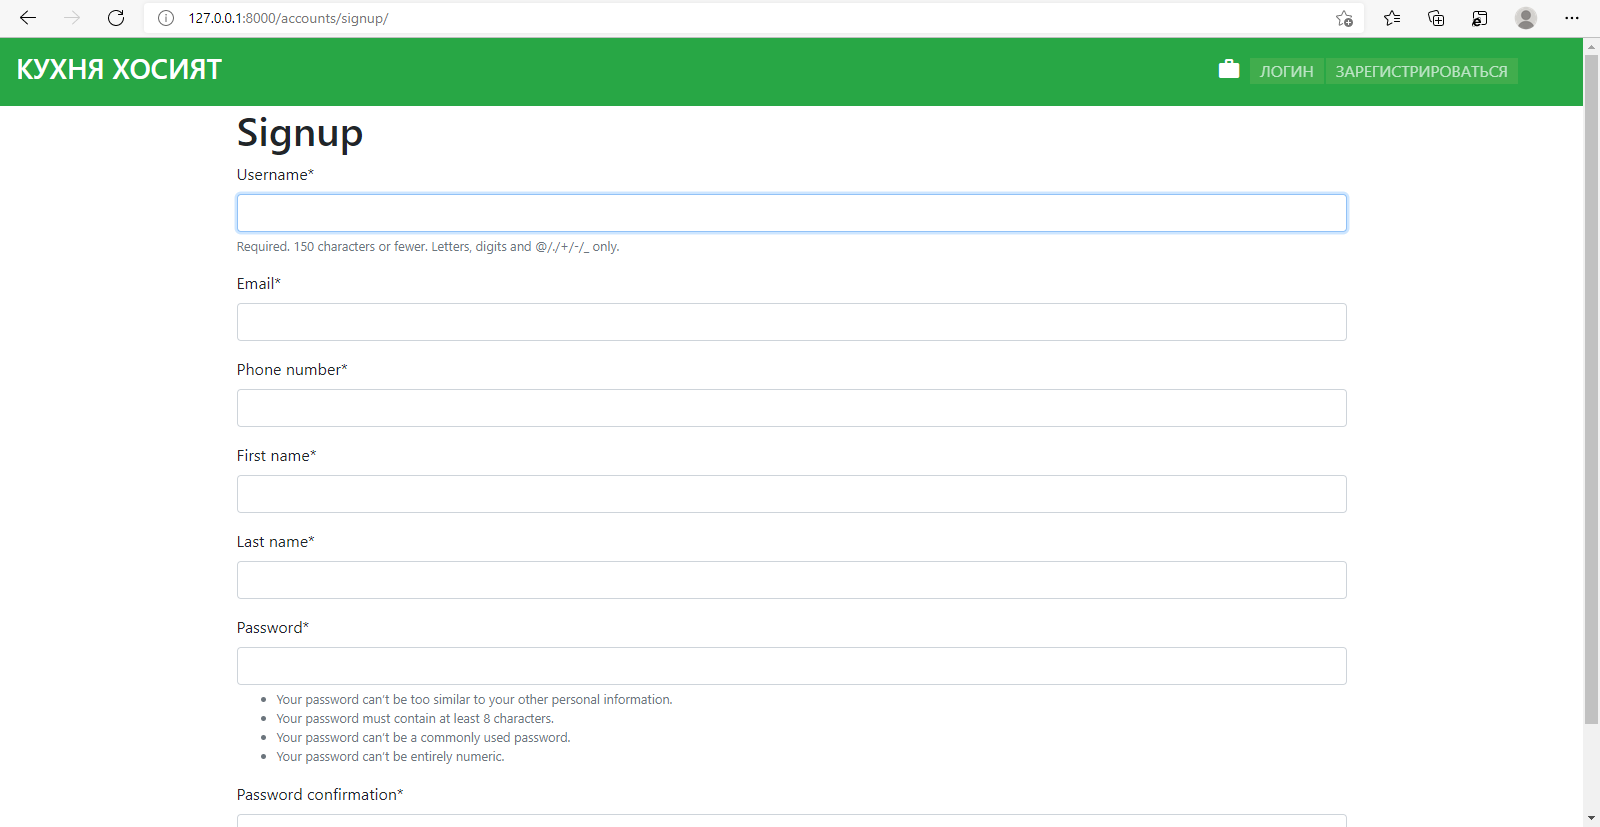 127.0.0.1:8000/accounts/signup/
КУХНЯ ХОСИЯТ
ЛОГИН ЗАРЕГИСТРИРОВАТЬСЯ
Signup
Username*
Required. 150 characters or fewer. Letters, digits and @/./+/-/_ only.
Email*
Phone number*
First name*
Last name*
Password*
• Your password can't be too similar to your other personal information.
• Your password must contain at least 8 characters.
• Your password can't be a commonly used password.
• Your password can't be entirely numeric.
Password confirmation*